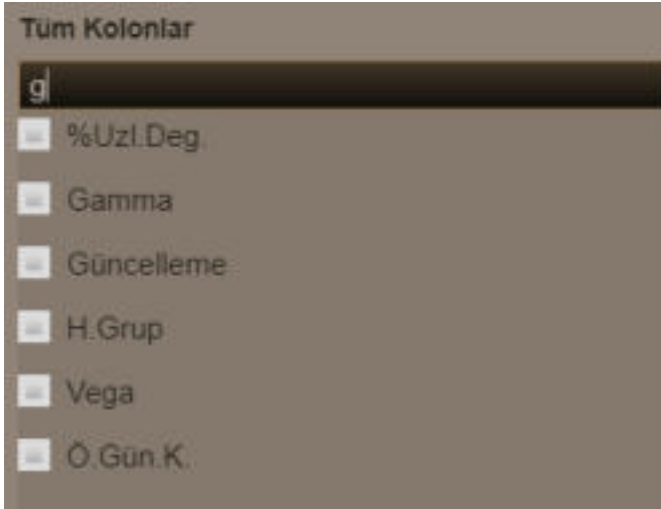 Tüm Kolonlar
g
%Uzl.Deg.
Gamma
Güncelleme
H.Grup
Vega
Ö.Gün.K.